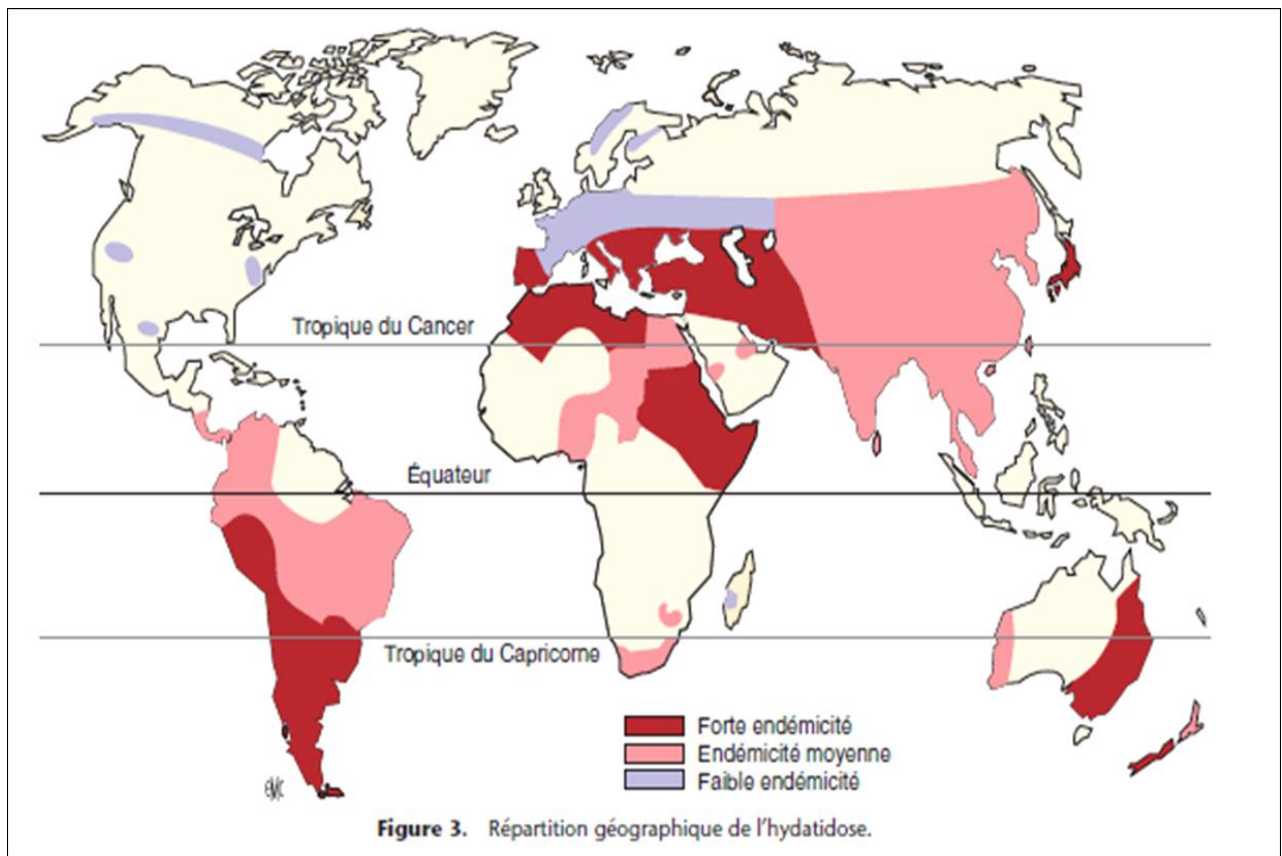 Tropique du Cancer
Équateur
Tropique du Capricorne
Forte endémicité
Endémicité moyenne
Faible endémicité
EMC
Figure 3. Répartition géographique de l'hydatidose.